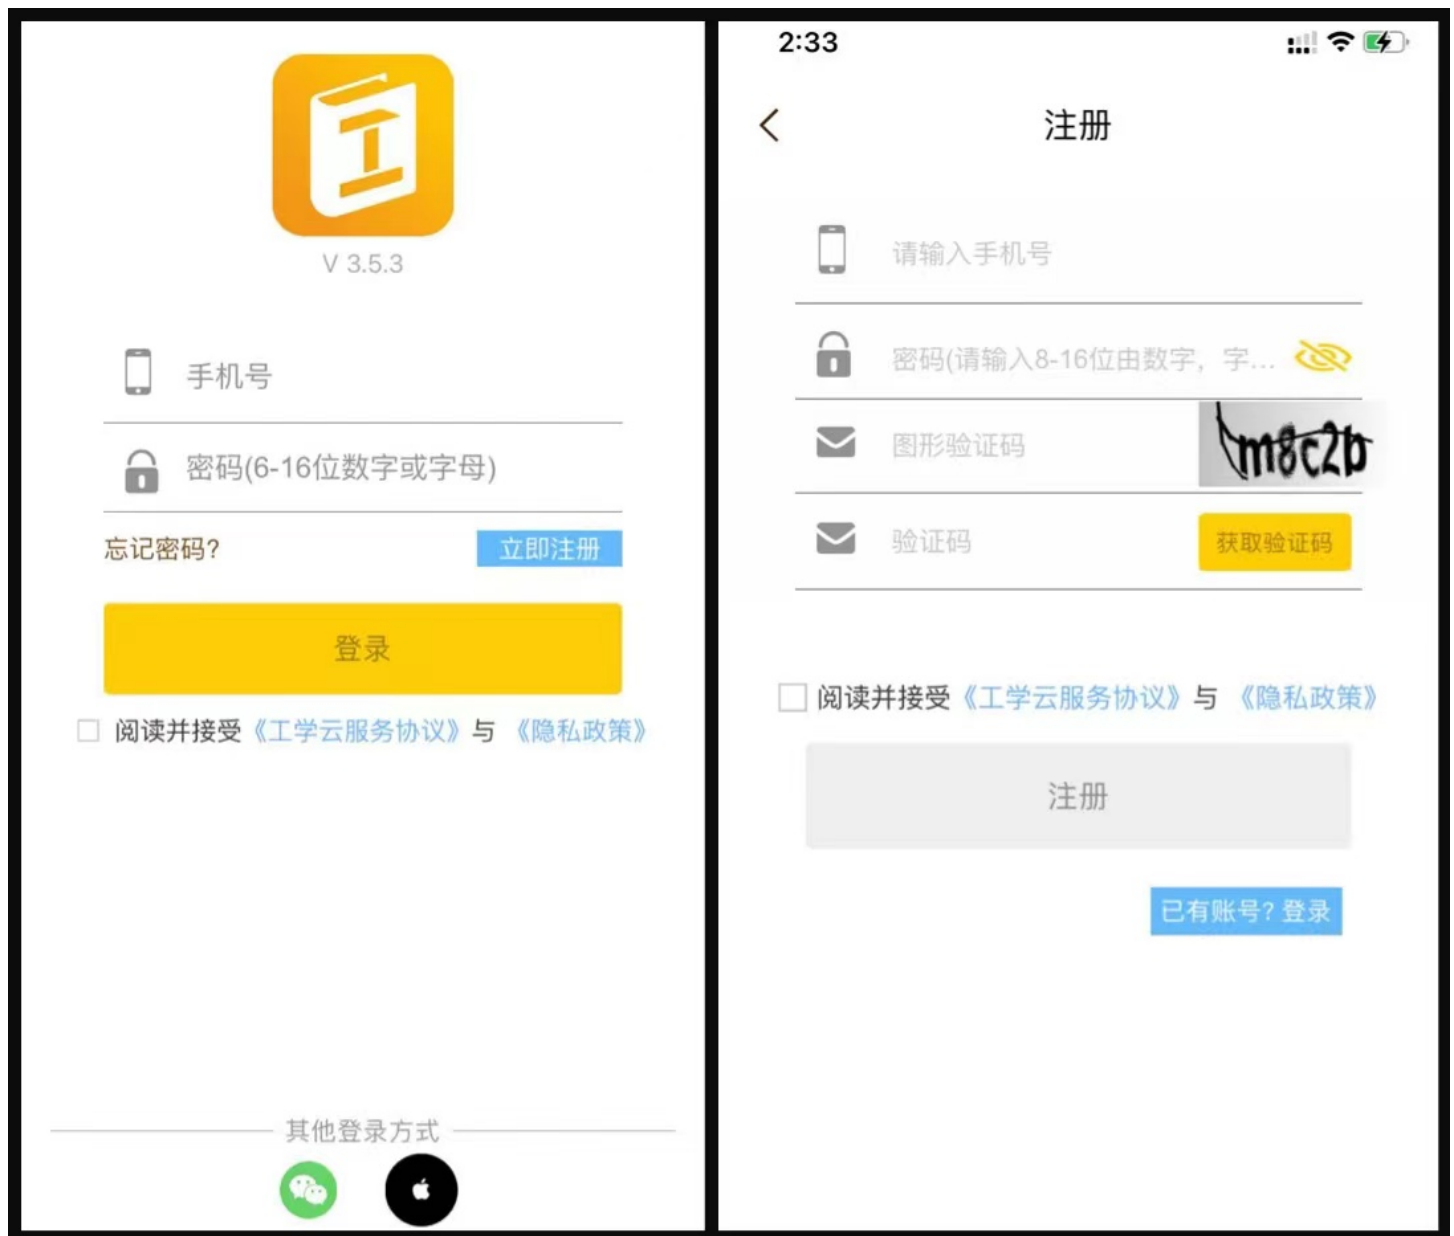 V 3.5.3
手机号
密码(6-16位数字或字母)
忘记密码?
立即注册
登录
阅读并接受《工学云服务协议》与 《隐私政策》
其他登录方式
2:33
注册
请输入手机号
密码(请输入8-16位由数字，字...
图形验证码
m8c2b
验证码
获取验证码
阅读并接受《工学云服务协议》与 《隐私政策》
注册
已有账号? 登录